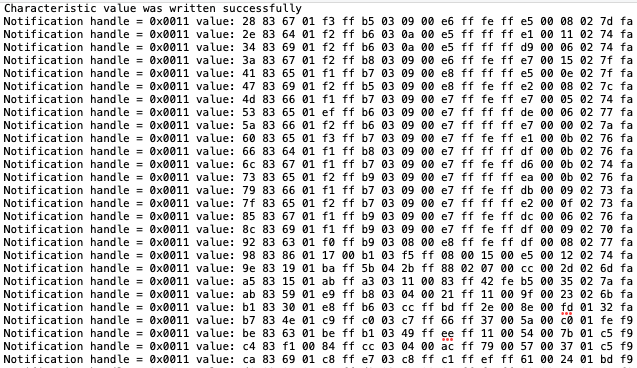 Characteristic value was written successfully
Notification handle = 0x0011 value: 28 83 67 01 f3 ff b5 03 09 00 e6 ff fe ff e5 00 08 02 7d fa
Notification handle = 0x0011 value: 2e 83 64 01 f2 ff b6 03 0a 00 e5 ff ff ff e1 00 11 02 74 fa
Notification handle = 0x0011 value: 34 83 69 01 f2 ff b6 03 0a 00 e5 ff ff ff d9 00 06 02 74 fa
Notification handle = 0x0011 value: 3a 83 67 01 f2 ff b8 03 09 00 e6 ff fe ff e7 00 15 02 7f fa
Notification handle = 0x0011 value: 41 83 65 01 f1 ff b7 03 09 00 e8 ff fe ff e5 00 0e 02 7f fa
Notification handle = 0x0011 value: 47 83 69 01 f2 ff b5 03 09 00 e8 ff fe ff e2 00 08 02 7c fa
Notification handle = 0x0011 value: 4d 83 66 01 f1 ff b7 03 09 00 e7 ff ff ff e7 00 05 02 74 fa
Notification handle = 0x0011 value: 53 83 65 01 ef ff b6 03 09 00 e7 ff ff ff de 00 06 02 77 fa
Notification handle = 0x0011 value: 5a 83 66 01 f2 ff b6 03 09 00 e7 ff ff ff e7 00 0a 02 7a fa
Notification handle = 0x0011 value: 60 83 65 01 f3 ff b7 03 09 00 e7 ff fe ff e1 00 0b 02 76 fa
Notification handle = 0x0011 value: 66 83 64 01 f1 ff b8 03 09 00 e7 ff ff ff df 00 0b 02 76 fa
Notification handle = 0x0011 value: 6c 83 67 01 f1 ff b7 03 09 00 e7 ff fe ff d6 00 0b 02 74 fa
Notification handle = 0x0011 value: 73 83 65 01 f2 ff b9 03 09 00 e6 ff ff ff ea 00 0b 02 76 fa
Notification handle = 0x0011 value: 79 83 66 01 f1 ff b7 03 09 00 e7 ff ff fe db 00 09 02 73 fa
Notification handle = 0x0011 value: 7f 83 65 01 f2 ff b7 03 09 00 e7 ff ff ff e2 00 0f 02 73 fa
Notification handle = 0x0011 value: 85 83 67 01 f1 ff b9 03 09 00 e7 ff ff fe dc 00 06 02 76 fa
Notification handle = 0x0011 value: 8c 83 69 01 f1 ff b9 03 09 00 e7 ff fe ff df 00 09 02 70 fa
Notification handle = 0x0011 value: 92 83 63 01 f0 ff b9 03 08 00 e8 ff fe ff df 00 08 02 77 fa
Notification handle = 0x0011 value: 98 83 86 01 17 00 b1 03 f5 ff 08 00 15 00 e5 00 12 02 74 fa
Notification handle = 0x0011 value: 9e 83 19 01 ba ff 5b 04 2b ff 88 02 07 00 cc 00 2d 02 6d fa
Notification handle = 0x0011 value: a5 83 15 01 ab ff a3 03 11 00 83 ff 42 fe b5 00 35 02 7a fa
Notification handle = 0x0011 value: ab 83 59 01 e9 ff b8 03 04 00 21 ff 11 00 9f 00 23 02 6b fa
Notification handle = 0x0011 value: b1 83 30 01 e8 ff b6 03 cc ff bd ff 2e 00 8e 00 fd 01 32 fa
Notification handle = 0x0011 value: b7 83 4e 01 c9 ff c0 03 c7 ff 66 ff 37 00 5a 00 c0 01 fe f9
Notification handle = 0x0011 value: be 83 63 01 be ff b1 03 49 ff ee ff 11 00 54 00 7b 01 c5 f9
Notification handle = 0x0011 value: c4 83 f1 00 84 ff cc 03 04 00 ac ff 79 00 57 00 37 01 c5 f9
Notification handle = 0x0011 value: ca 83 69 01 c8 ff e7 03 c8 ff c1 ff ef ff 61 00 24 01 bd f9